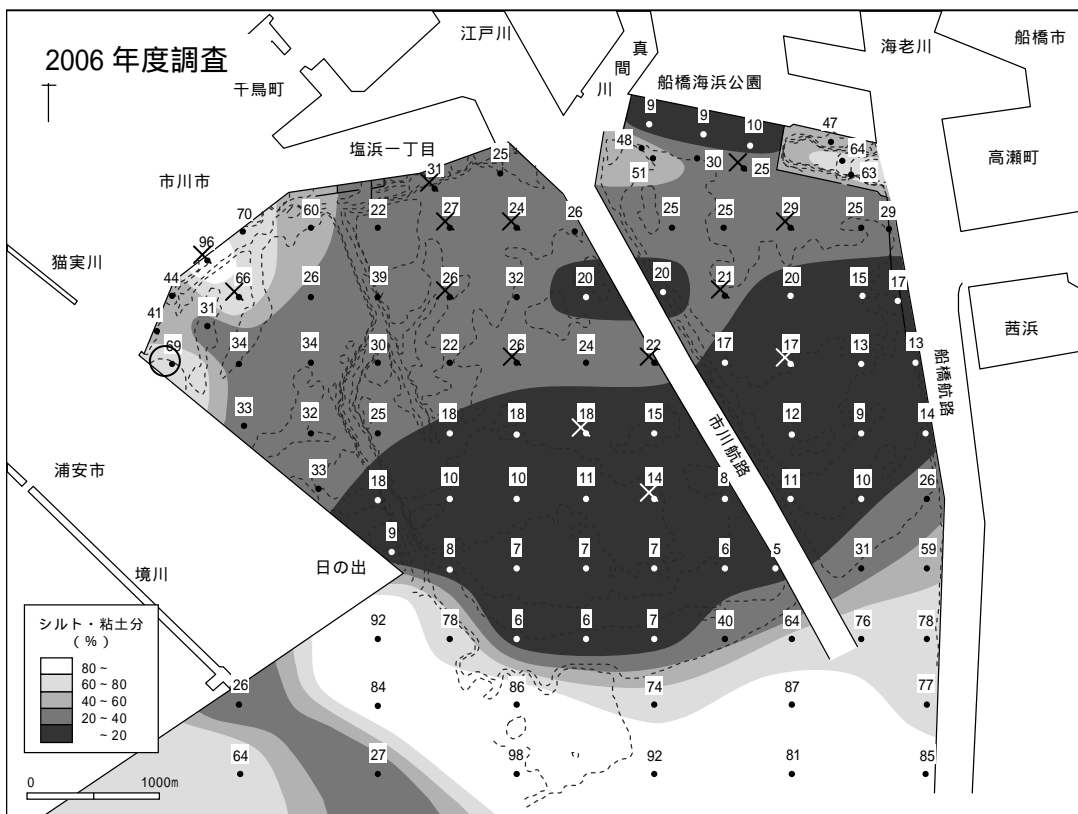 2006 年度調査
江戸川
真間川
海老川
船橋市
千鳥町
船橋海浜公園
高瀬町
塩浜一丁目
市川市
猫実川
茜浜
船橋航路
市川航路
浦安市
境川
日の出
9 9 10 47
48 51 30 25 64 63
31 25
70 60 22 27 24 26 25 25 29 25 29
96
44 66 26 39 26 32 20 20 21 20 15 17
41 31
69 34 34 30 22 26 24 22 17 17 13 13
33 32 25 18 18 18 15 12 9 14
33 18 10 10 11 14 8 11 10 26
9 8 7 7 7 6 5 31 59
92 78 6 6 7 40 64 76 78
26 84 86 74 87 77
64 27 98 92 81 85
シルト・粘土分
（％）
80～
60～80
40～60
20～40
～20
0 1000m